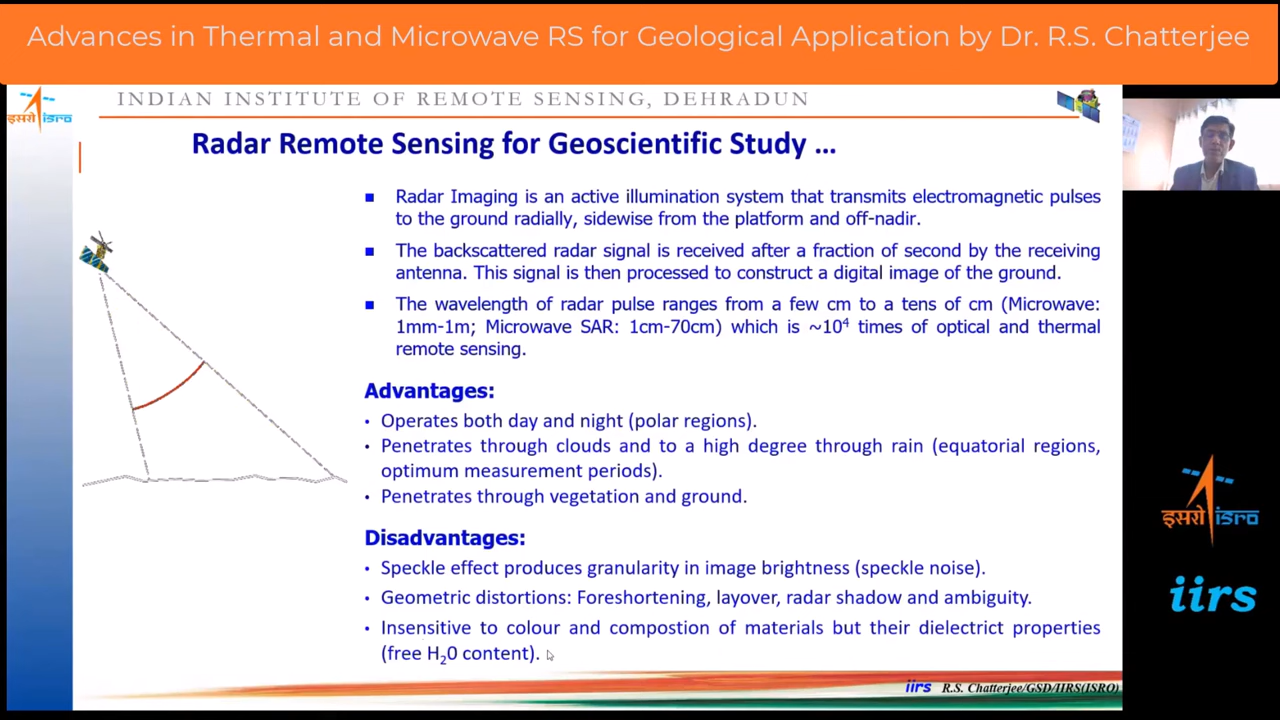 Advances in Thermal and Microwave RS for Geological Application by Dr. R.S. Chatterjee
इसरो isro
INDIAN INSTITUTE OF REMOTE SENSING, DEHRADUN
Radar Remote Sensing for Geoscientific Study ...
▪ Radar Imaging is an active illumination system that transmits electromagnetic pulses
to the ground radially, sidewise from the platform and off-nadir.
▪ The backscattered radar signal is received after a fraction of second by the receiving
antenna. This signal is then processed to construct a digital image of the ground.
▪ The wavelength of radar pulse ranges from a few cm to a tens of cm (Microwave:
1mm-1m; Microwave SAR: 1cm-70cm) which is ~10⁴ times of optical and thermal
remote sensing.
Advantages:
• Operates both day and night (polar regions).
• Penetrates through clouds and to a high degree through rain (equatorial regions,
optimum measurement periods).
• Penetrates through vegetation and ground.
Disadvantages:
• Speckle effect produces granularity in image brightness (speckle noise).
• Geometric distortions: Foreshortening, layover, radar shadow and ambiguity.
• Insensitive to colour and compostion of materials but their dielectrict properties
(free H₂0 content).
iirs R.S. Chatterjee/GSD/IIRS(ISRO)
इसरो isro
iirs